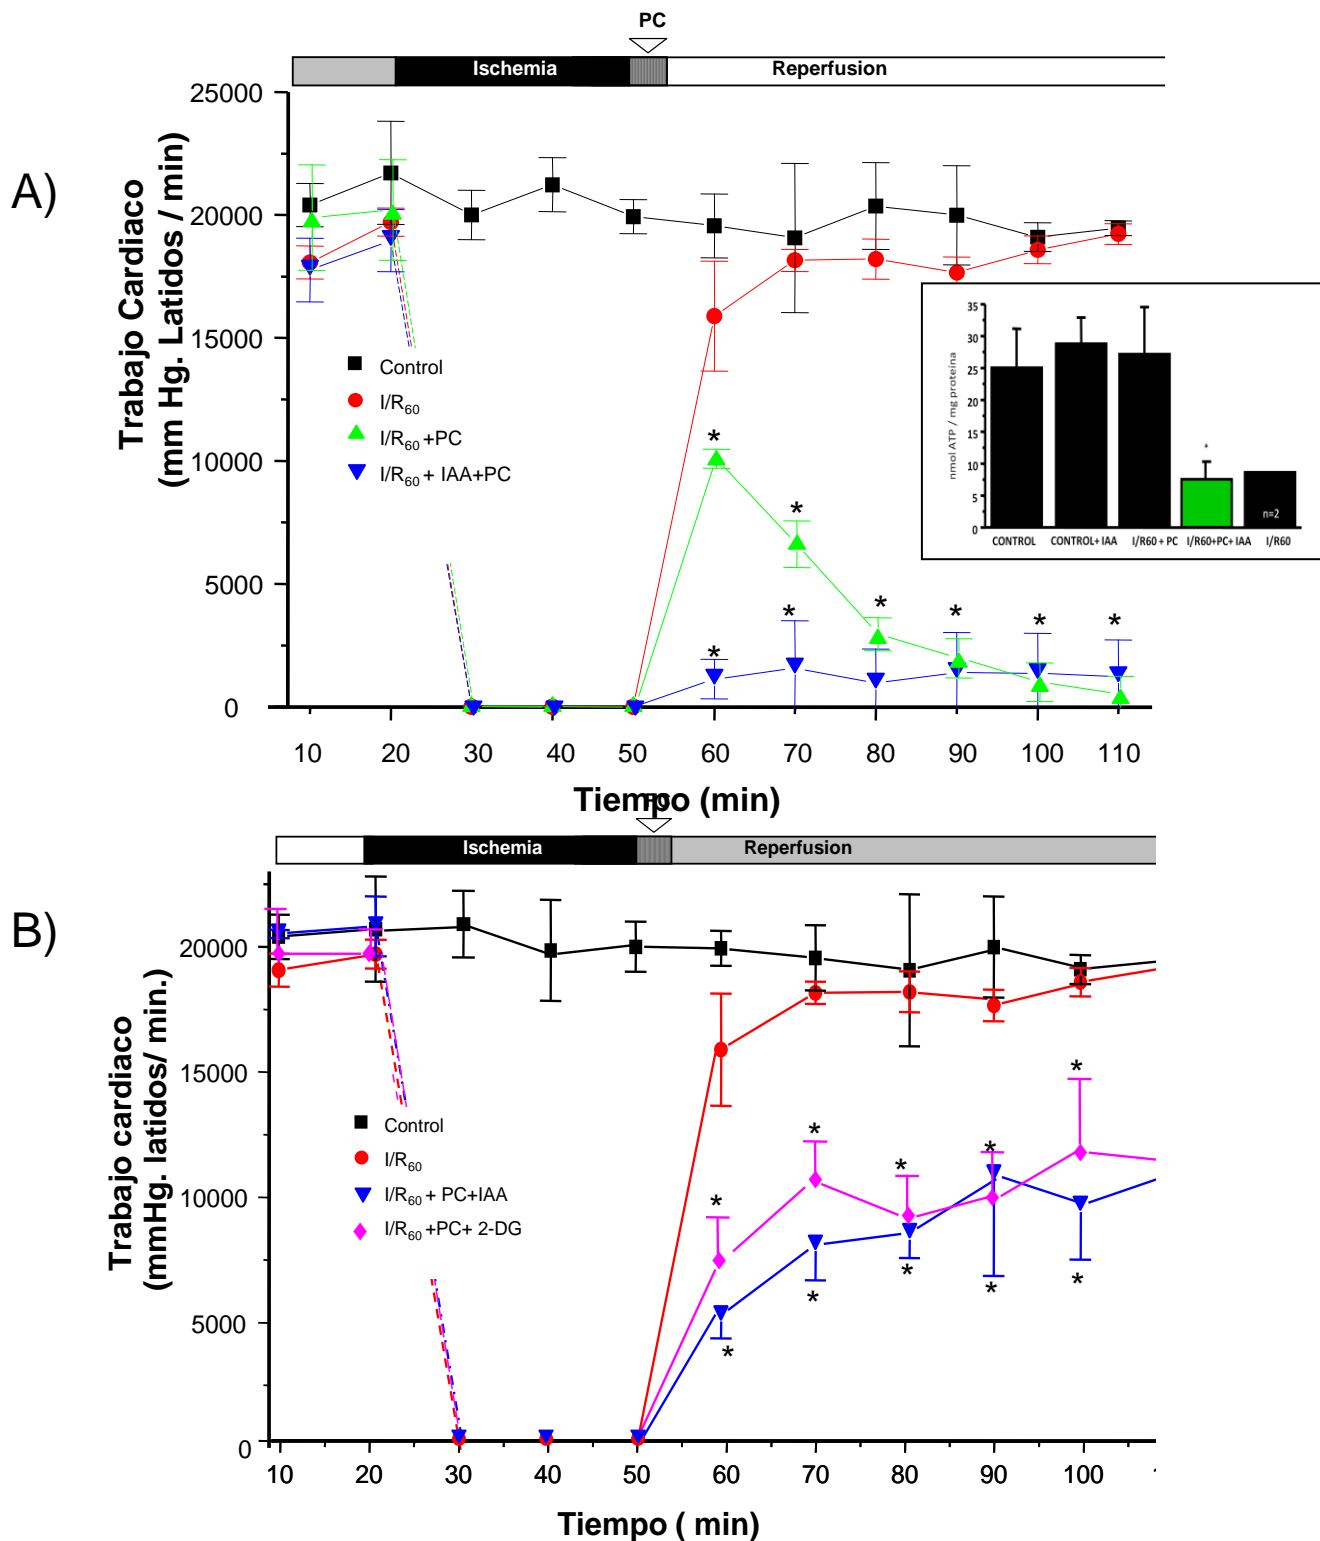 PC
Ischemia
Reperfusion
A)
Trabajo Cardiaco
(mm Hg. Latidos / min)
25000
20000
15000
10000
5000
0
Control
I/R60
I/R60 +PC
I/R60 + IAA+PC
*
*
*
*
*
*
*
*
nmol ATP / mg proteina
35
30
25
20
15
10
5
0
*
n=2
CONTROL CONTROL+ IAA I/R60 + PC I/R60+PC+ IAA I/R60
10 20 30 40 50 60 70 80 90 100 110
Tiempo (min)
PC
Ischemia
Reperfusion
B)
Trabajo cardiaco
(mmHg. latidos/ min.)
20000
15000
10000
5000
0
Control
I/R60
I/R60 + PC+IAA
I/R60 +PC+ 2-DG
*
*
*
*
*
*
*
*
*
*
10 20 30 40 50 60 70 80 90 100
Tiempo ( min)